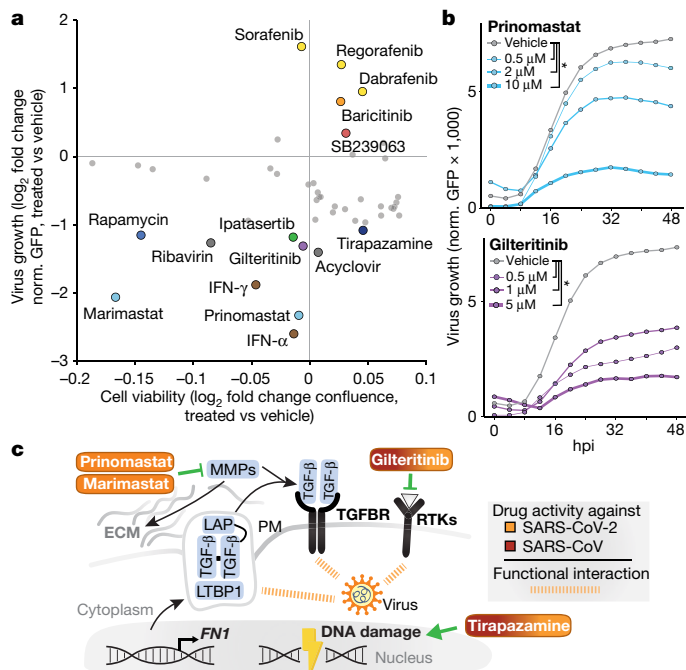 a
Virus growth (log2 fold change
norm. GFP, treated vs vehicle)
2
1
0
−1
−2
−3
Sorafenib
Regorafenib
Dabrafenib
Baricitinib
SB239063
Rapamycin
Ribavirin
Ipatasertib
Gilteritinib
Tirapazamine
Acyclovir
IFN-γ
Marimastat
Prinomastat
IFN-α
−0.2
−0.15
−0.1
−0.05
0
0.05
0.1
Cell viability (log2 fold change confluence,
treated vs vehicle)
b
Virus growth (norm. GFP × 1,000)
Prinomastat
Vehicle
0.5 μM
2 μM
10 μM
*
5
0
0 16 32 48
Gilteritinib
Vehicle
0.5 μM
1 μM
5 μM
*
5
0
0 16 32 48
hpi
c
Prinomastat
Marimastat
MMPs
ECM
LAP
TGF-β
TGF-β
LTBP1
PM
TGF-β
TGF-β
TGFBR
Gilteritinib
RTKs
Virus
Cytoplasm
FN1
DNA damage
Tirapazamine
Nucleus
Drug activity against
SARS-CoV-2
SARS-CoV
Functional interaction